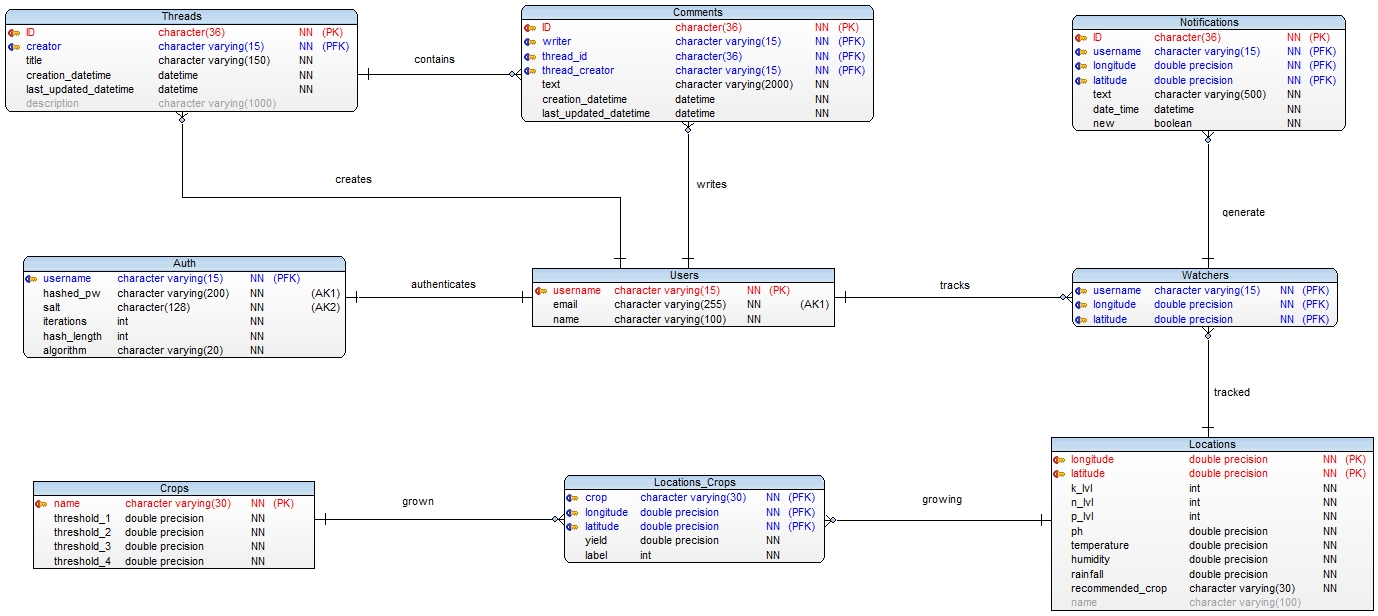 Threads
ID character(36) NN (PK)
creator character varying(15) NN (PFK)
title character varying(150) NN
creation_datetime datetime NN
last_updated_datetime datetime NN
description character varying(1000)
contains
Comments
ID character(36) NN (PK)
writer character varying(15) NN (PFK)
thread_id character(36) NN (PFK)
thread_creator character varying(15) NN (PFK)
text character varying(2000) NN
creation_datetime datetime NN
last_updated_datetime datetime NN
Notifications
ID character(36) NN (PK)
username character varying(15) NN (PFK)
longitude double precision NN (PFK)
latitude double precision NN (PFK)
text character varying(500) NN
date_time datetime NN
new boolean NN
creates
writes
generate
Auth
username character varying(15) NN (PFK)
hashed_pw character varying(200) NN (AK1)
salt character(128) NN (AK2)
iterations int NN
hash_length int NN
algorithm character varying(20) NN
authenticates
Users
username character varying(15) NN (PK)
email character varying(255) NN (AK1)
name character varying(100) NN
tracks
Watchers
username character varying(15) NN (PFK)
longitude double precision NN (PFK)
latitude double precision NN (PFK)
tracked
Crops
name character varying(30) NN (PK)
threshold_1 double precision NN
threshold_2 double precision NN
threshold_3 double precision NN
threshold_4 double precision NN
grown
Locations_Crops
crop character varying(30) NN (PFK)
longitude double precision NN (PFK)
latitude double precision NN (PFK)
yield double precision NN
label int NN
growing
Locations
longitude double precision NN (PK)
latitude double precision NN (PK)
k_lvl int NN
n_lvl int NN
p_lvl int NN
ph double precision NN
temperature double precision NN
humidity double precision NN
rainfall double precision NN
recommended_crop character varying(30) NN
name character varying(100)